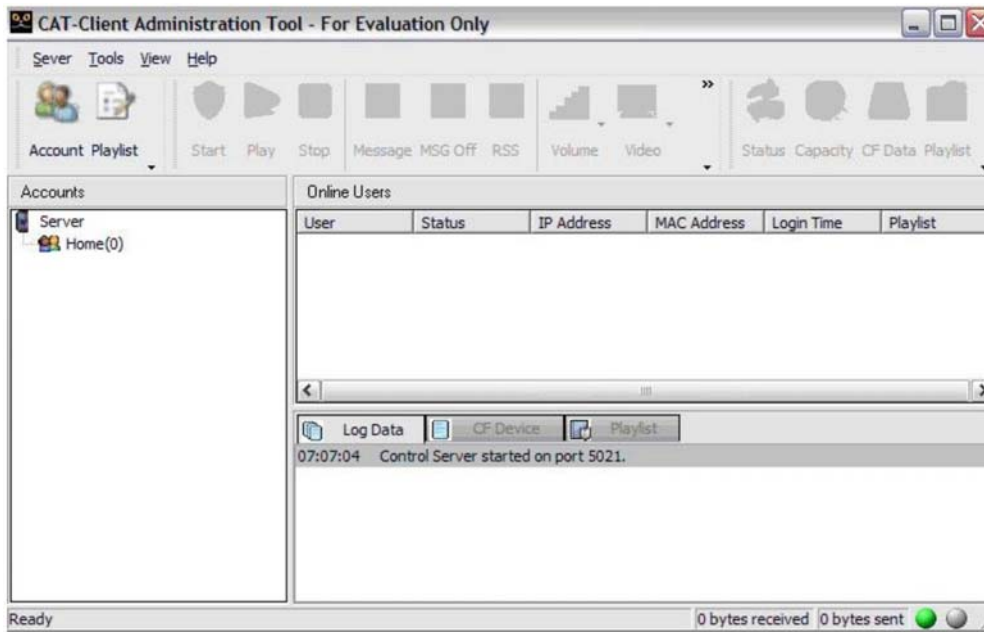 CAT-Client Administration Tool - For Evaluation Only
Sever Tools View Help
Account Playlist Start Play Stop Message MSG Off RSS Volume Video Status Capacity CF Data Playlist
Accounts
Server
Home(0)
Online Users
User Status IP Address MAC Address Login Time Playlist
Log Data CF Device Playlist
07:07:04 Control Server started on port 5021.
Ready 0 bytes received 0 bytes sent